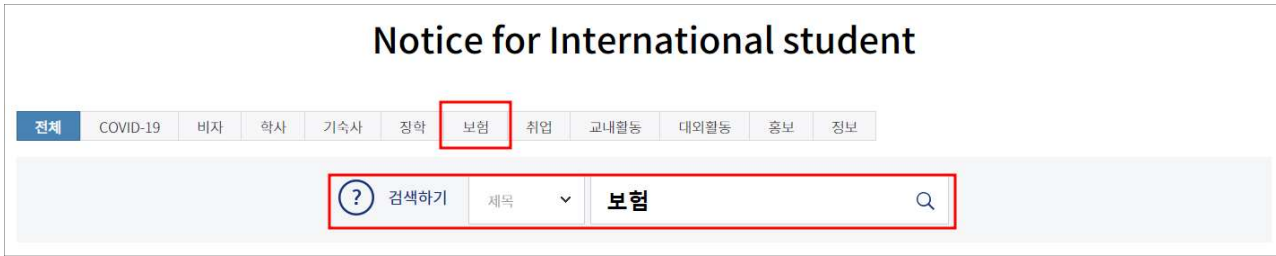 Notice for International student
전체 COVID-19 비자 학사 기숙사 징학 보험 취업 교내활동 대외활동 홍보 정보
? 검색하기 제목 보험